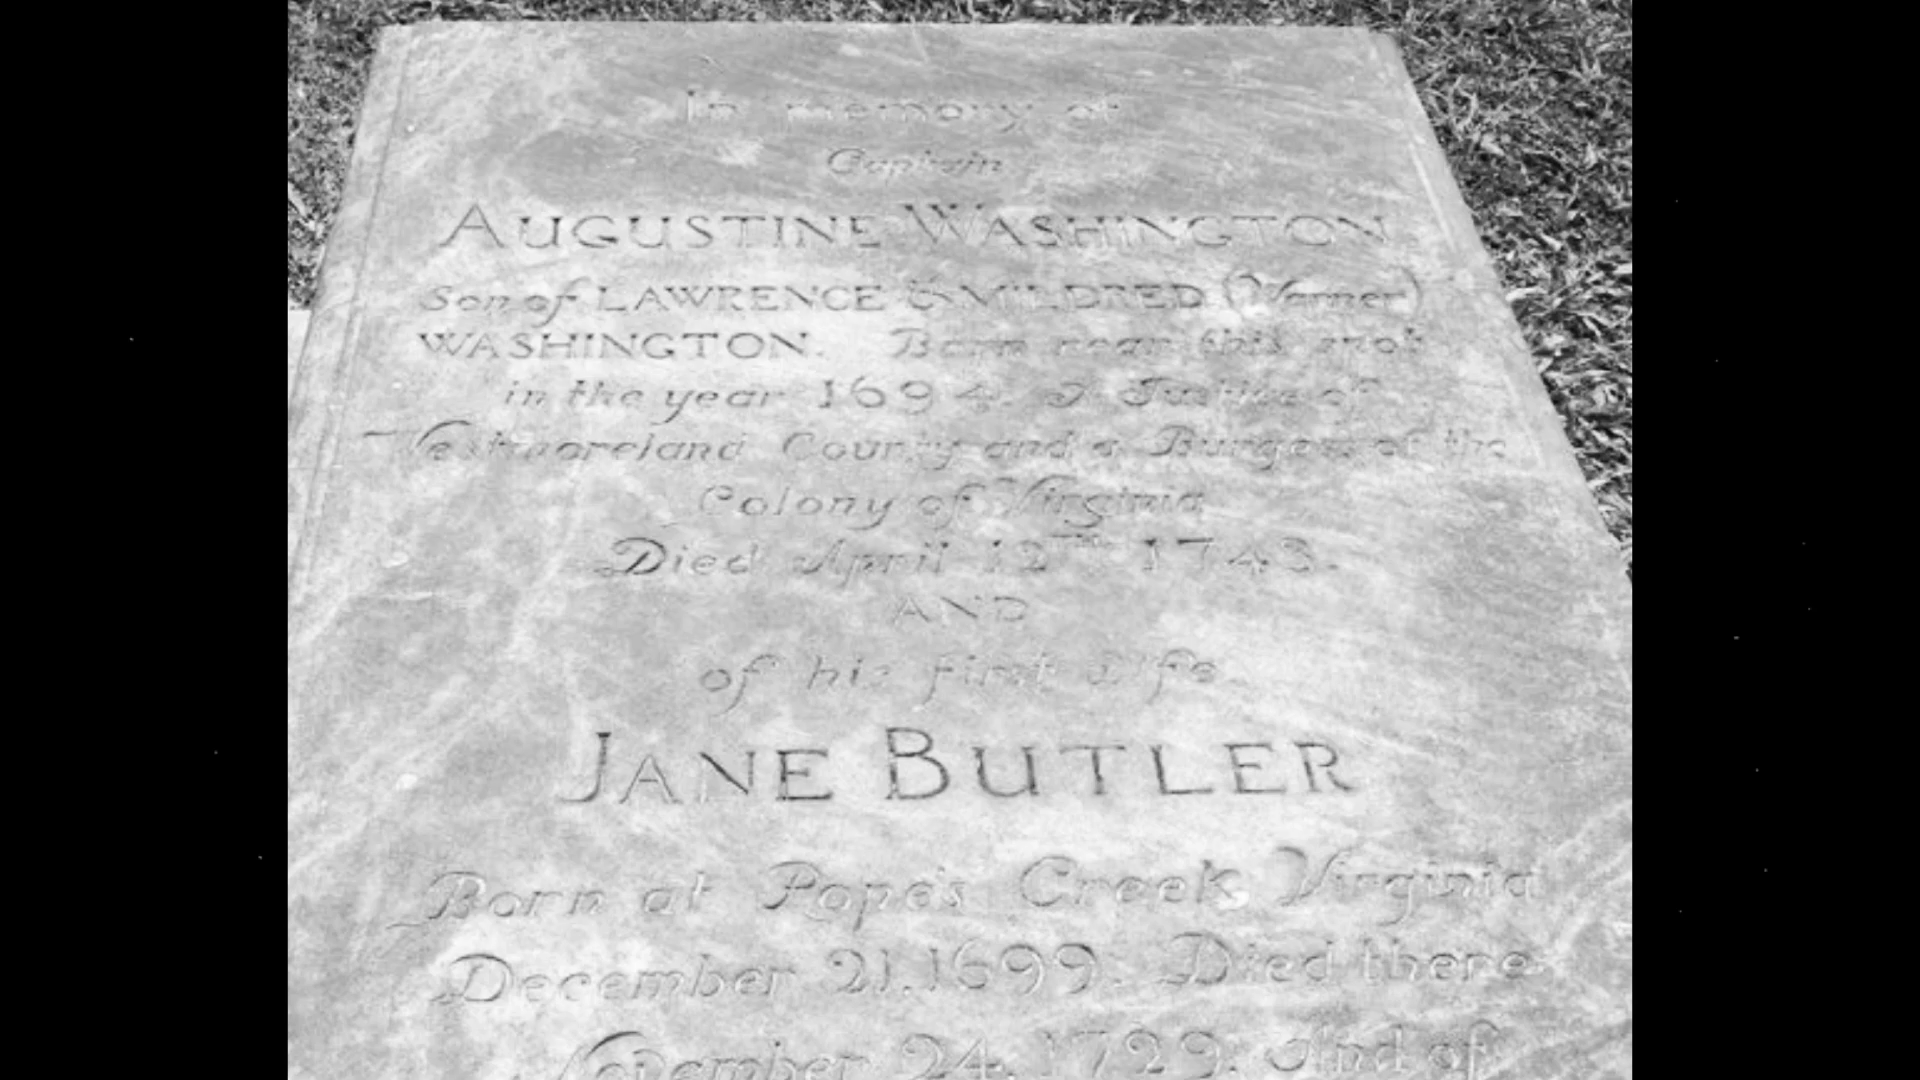 In memory of
Captain
AUGUSTINE WASHINGTON
Son of LAWRENCE & MILDRED (Warner)
WASHINGTON. Born near this spot
in the year 1694. A Justice of
Westmoreland County and a Burgess of the
Colony of Virginia
Died April 12TH 1743.
AND
of his first wife
JANE BUTLER
Born at Pope's Creek Virginia
December 21.1699. Died there
November 24. 1729. And of